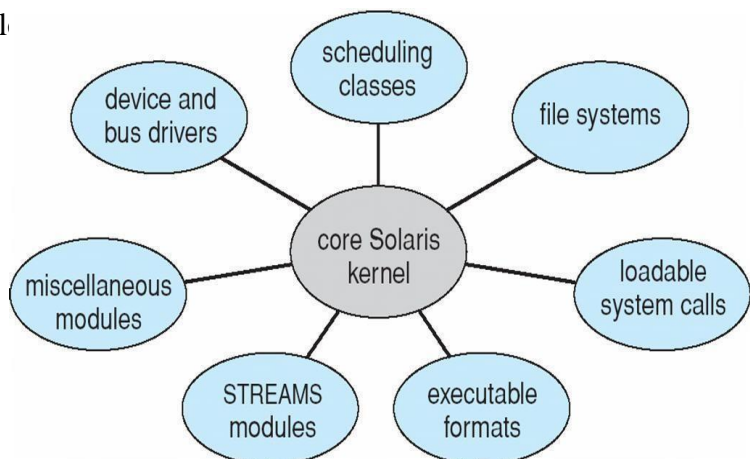 scheduling
classes
device and
bus drivers
file systems
core Solaris
kernel
loadable
system calls
miscellaneous
modules
STREAMS
modules
executable
formats